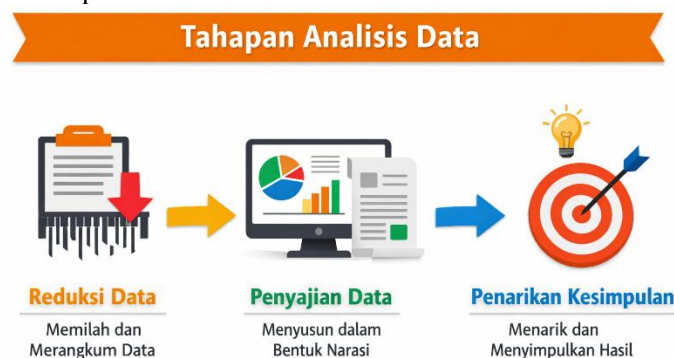 Tahapan Analisis Data
Reduksi Data
Memilah dan
Merangkum Data
Penyajian Data
Menyusun dalam
Bentuk Narasi
Penarikan Kesimpulan
Menarik dan
Menyimpulkan Hasil